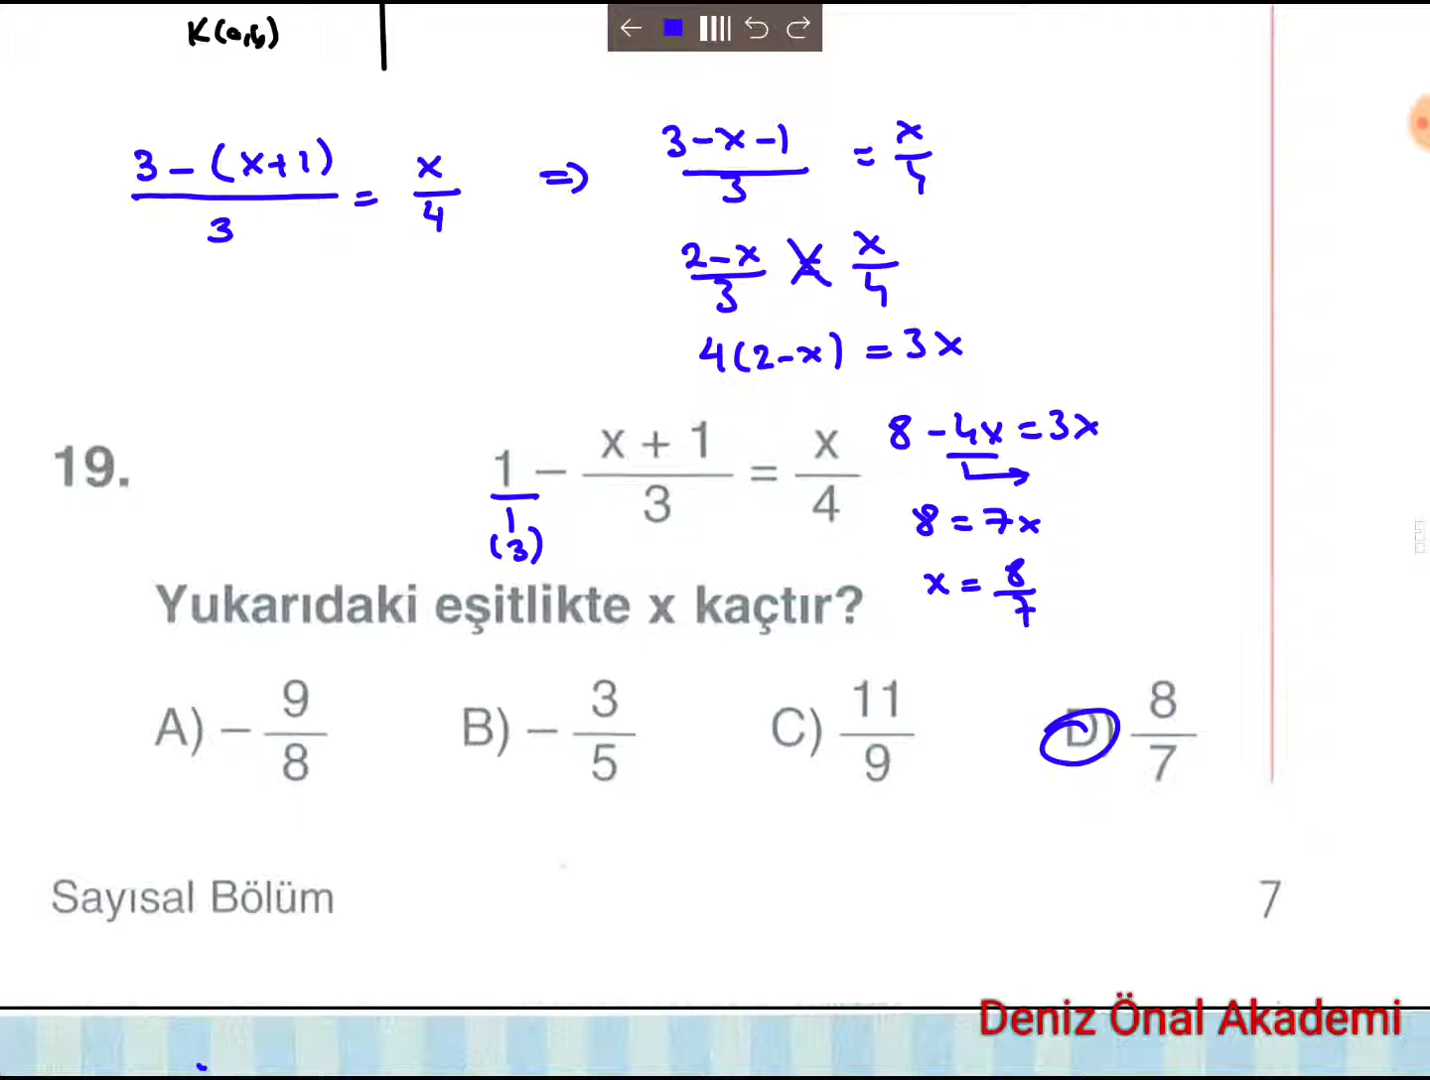 K(a,b)
3-(x+1)/3 = x/4 ⇒ 3-x-1/3 = x/4
2-x/3 x/4
4(2-x) = 3x
8-4x=3x
8=7x
x=8/7
19. 1 - x+1/3 = x/4
1
(3)
Yukarıdaki eşitlikte x kaçtır?
A) -9/8 B) -3/5 C) 11/9 D) 8/7
Sayısal Bölüm 7
Deniz Önal Akademi